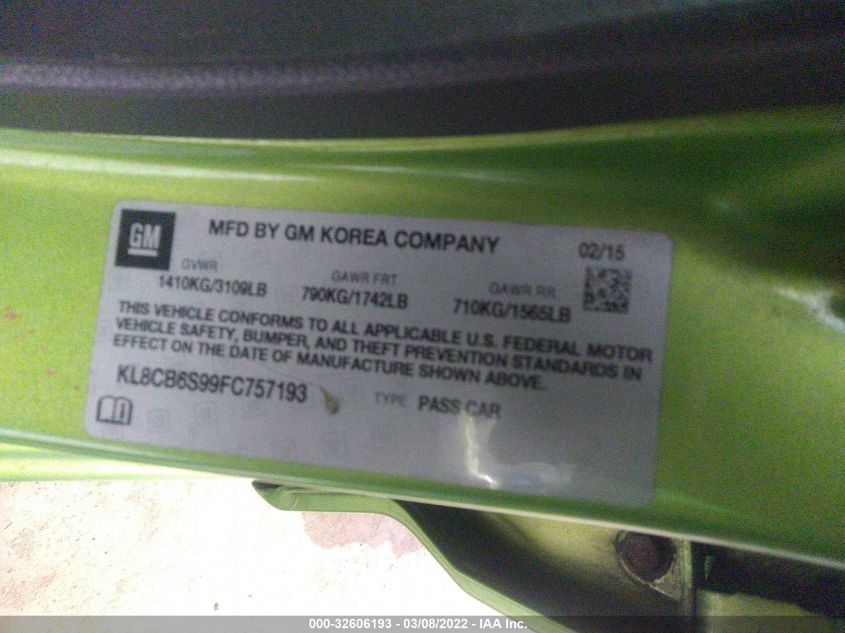 GM
MFD BY GM KOREA COMPANY
02/15
GVWR
1410KG/3109LB
GAWR FRT
790KG/1742LB
GAWR RR
710KG/1565LB
THIS VEHICLE CONFORMS TO ALL APPLICABLE U.S. FEDERAL MOTOR
VEHICLE SAFETY, BUMPER, AND THEFT PREVENTION STANDARDS IN
EFFECT ON THE DATE OF MANUFACTURE SHOWN ABOVE.
KL8CB6S99FC757193
TYPE PASS CAR
000-32606193 - 03/08/2022 - IAA Inc.